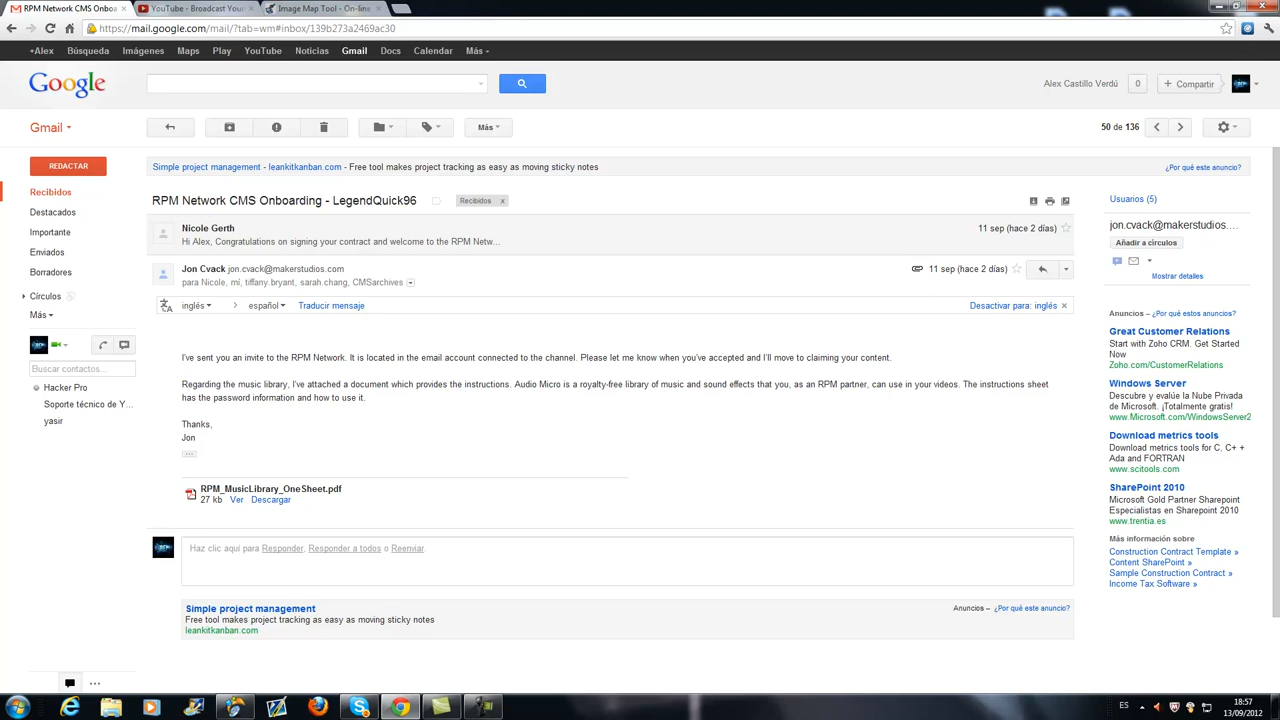 RPM Network CMS Onboa ×
YouTube - Broadcast You ×
Image Map Tool - On-line ×
https://mail.google.com/mail/?tab=wm#inbox/139b273a2469ac30
+Alex Búsqueda Imágenes Maps Play YouTube Noticias Gmail Docs Calendar Más
Google
Alex Castillo Verdú 0 + Compartir
Gmail
Más
50 de 136
REDACTAR
Simple project management - leankitkanban.com - Free tool makes project tracking as easy as moving sticky notes
¿Por qué este anuncio?
Recibidos
Destacados
Importante
Enviados
Borradores
Círculos
Más
Buscar contactos...
Hacker Pro
Soporte técnico de Y...
yasir
RPM Network CMS Onboarding - LegendQuick96
Recibidos x
Nicole Gerth
11 sep (hace 2 días)
Hi Alex, Congratulations on signing your contract and welcome to the RPM Netw...
Jon Cvack jon.cvack@makerstudios.com
11 sep (hace 2 días)
para Nicole, mí, tiffany.bryant, sarah.chang, CMSarchives
inglés > español Traducir mensaje
Desactivar para: inglés ×
I've sent you an invite to the RPM Network. It is located in the email account connected to the channel. Please let me know when you've accepted and I'll move to claiming your content.
Regarding the music library, I've attached a document which provides the instructions. Audio Micro is a royalty-free library of music and sound effects that you, as an RPM partner, can use in your videos. The instructions sheet
has the password information and how to use it.
Thanks,
Jon
...
RPM_MusicLibrary_OneSheet.pdf
27 kb Ver Descargar
Haz clic aquí para Responder, Responder a todos o Reenviar.
Simple project management
Anuncios – ¿Por qué este anuncio?
Free tool makes project tracking as easy as moving sticky notes
leankitkanban.com
Usuarios (5)
jon.cvack@makerstudios....
Añadir a círculos
Mostrar detalles
Anuncios – ¿Por qué estos anuncios?
Great Customer Relations
Start with Zoho CRM. Get Started
Now
Zoho.com/CustomerRelations
Windows Server
Descubre y evalúe la Nube Privada
de Microsoft. ¡Totalmente gratis!
www.Microsoft.com/WindowsServer2
Download metrics tools
Download metrics tools for C, C++
Ada and FORTRAN
www.scitools.com
SharePoint 2010
Microsoft Gold Partner Sharepoint
Especialistas en Sharepoint 2010
www.trentia.es
Más información sobre
Construction Contract Template »
Content SharePoint »
Sample Construction Contract »
Income Tax Software »
ES
18:57
13/09/2012